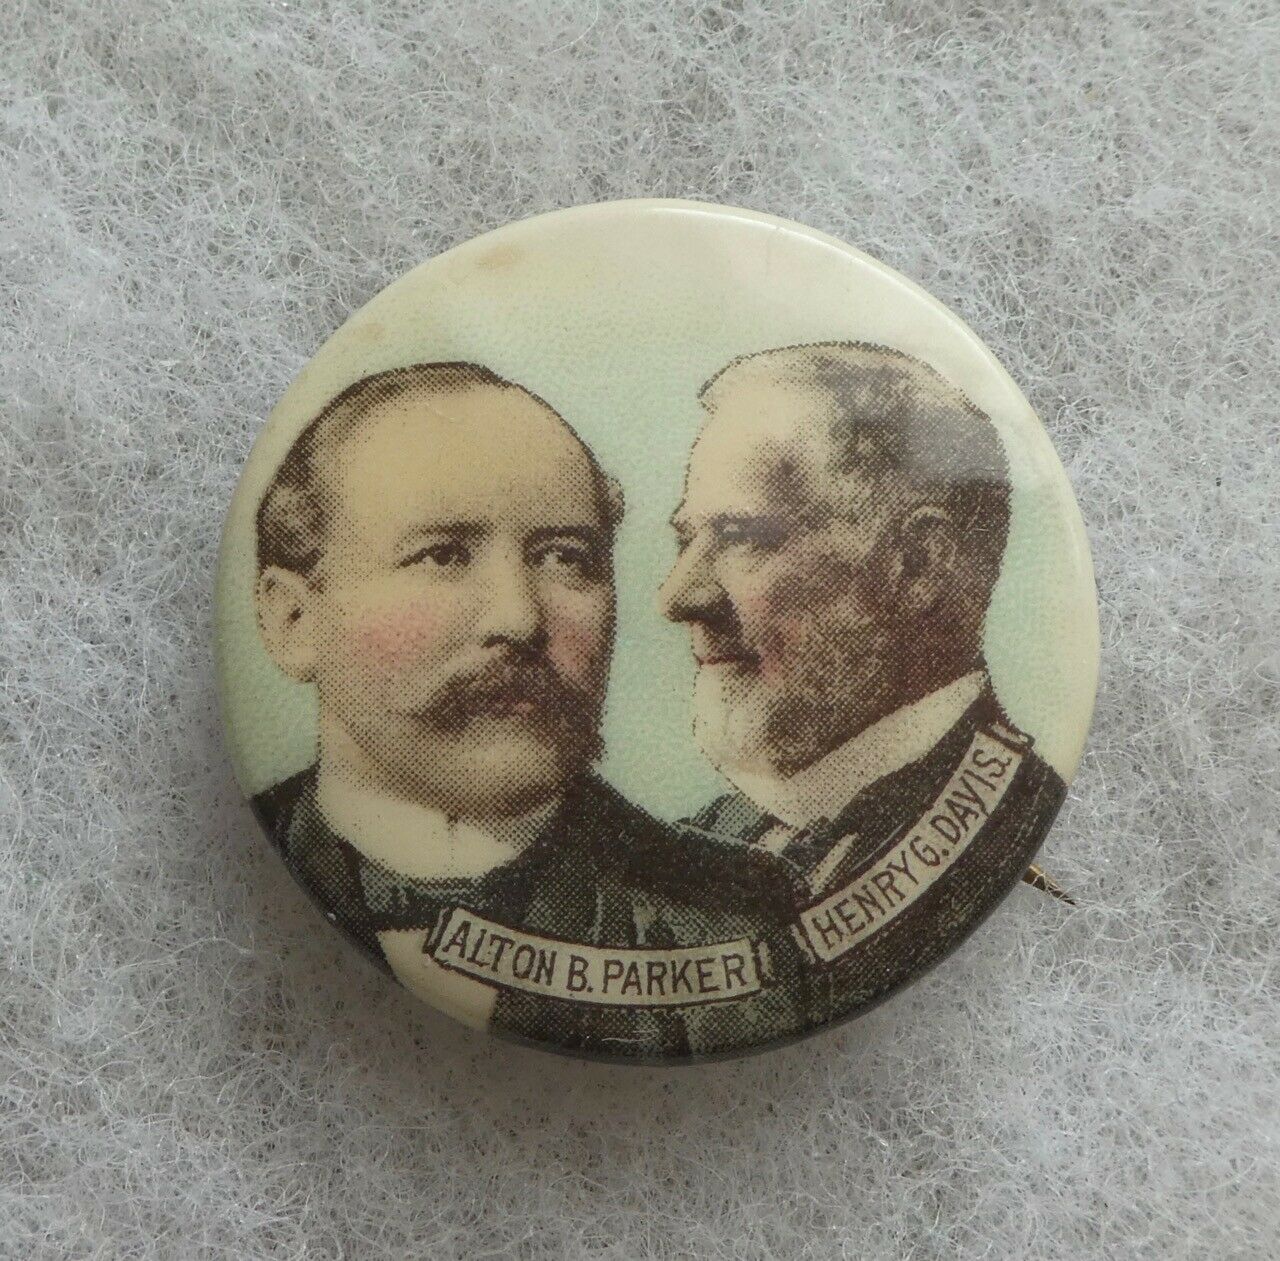 ALTON B. PARKER
HENRY G. DAVIS.